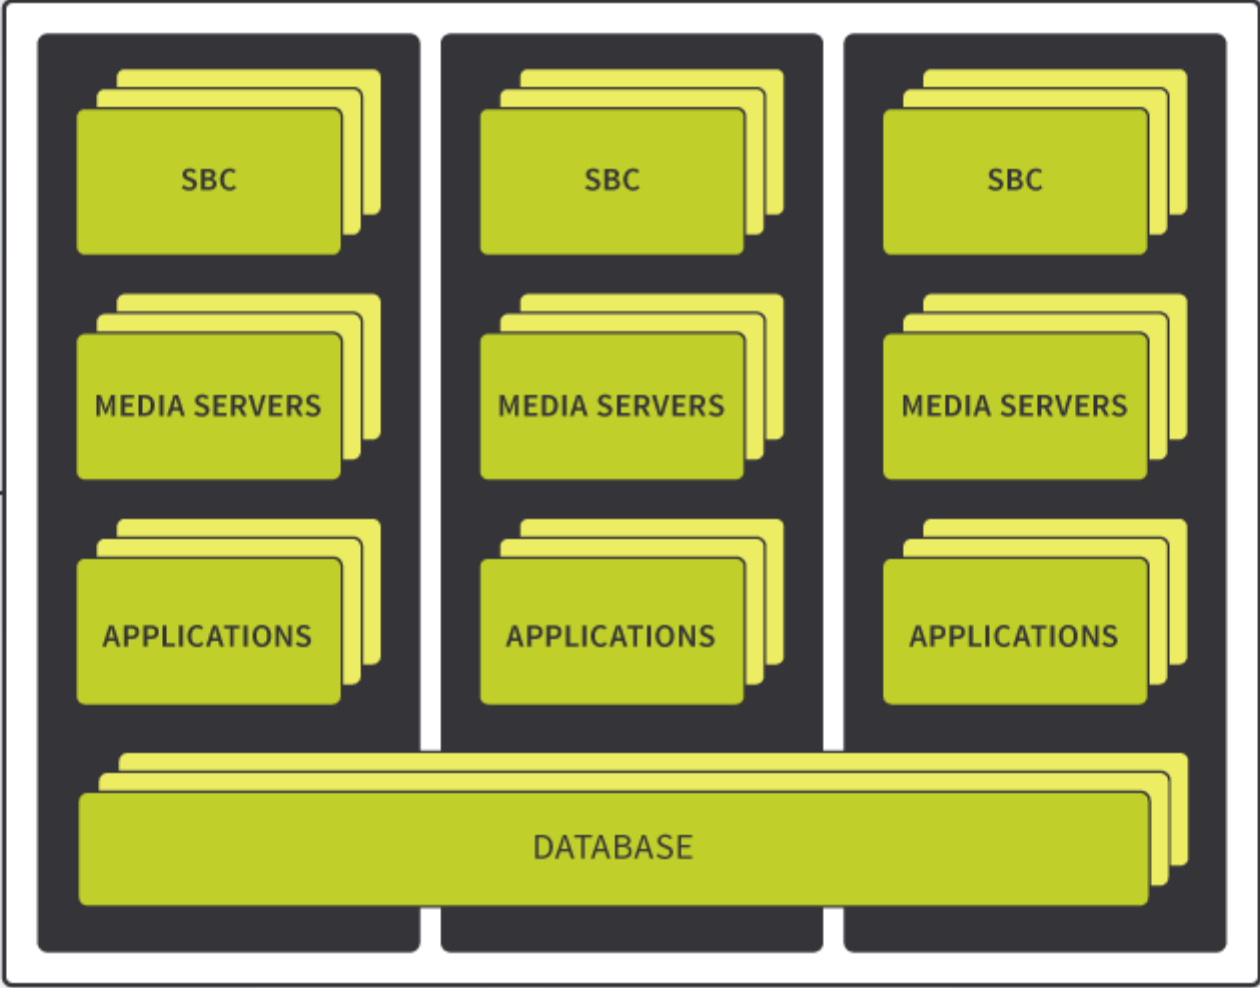 SBC
SBC
SBC
MEDIA SERVERS
MEDIA SERVERS
MEDIA SERVERS
APPLICATIONS
APPLICATIONS
APPLICATIONS
DATABASE